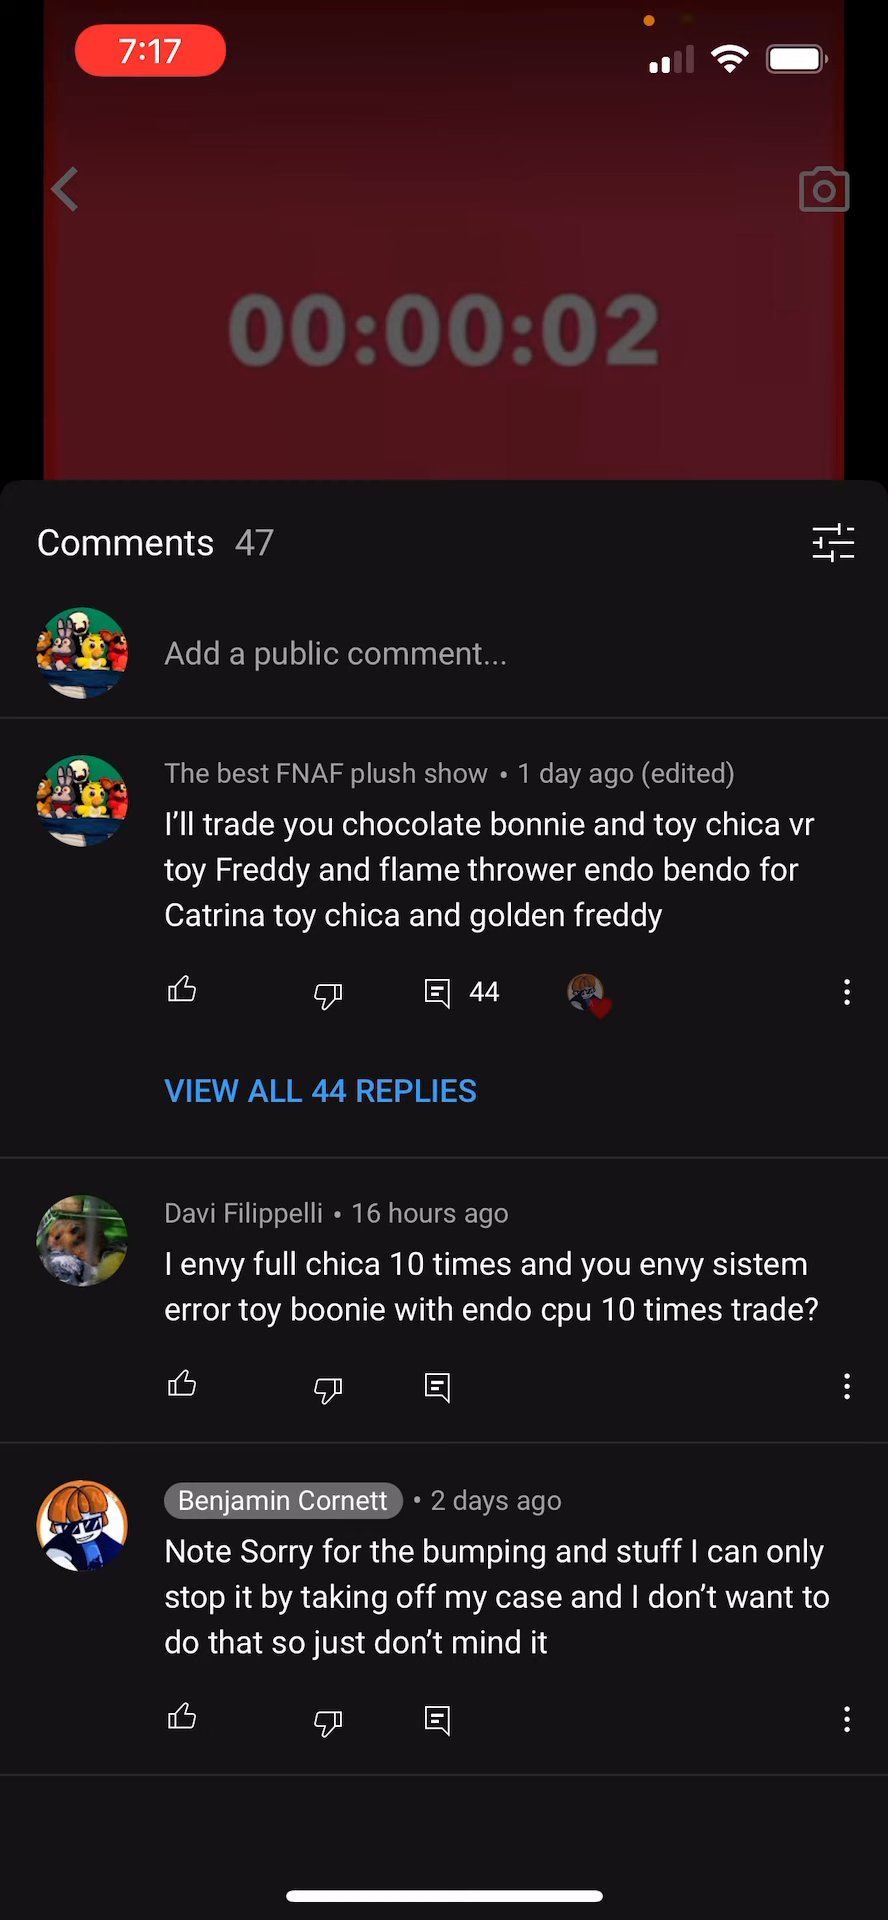 7:17
00:00:02
Comments 47
Add a public comment...
The best FNAF plush show • 1 day ago (edited)
I’ll trade you chocolate bonnie and toy chica vr
toy Freddy and flame thrower endo bendo for
Catrina toy chica and golden freddy
44
VIEW ALL 44 REPLIES
Davi Filippelli • 16 hours ago
I envy full chica 10 times and you envy sistem
error toy boonie with endo cpu 10 times trade?
Benjamin Cornett • 2 days ago
Note Sorry for the bumping and stuff I can only
stop it by taking off my case and I don’t want to
do that so just don’t mind it